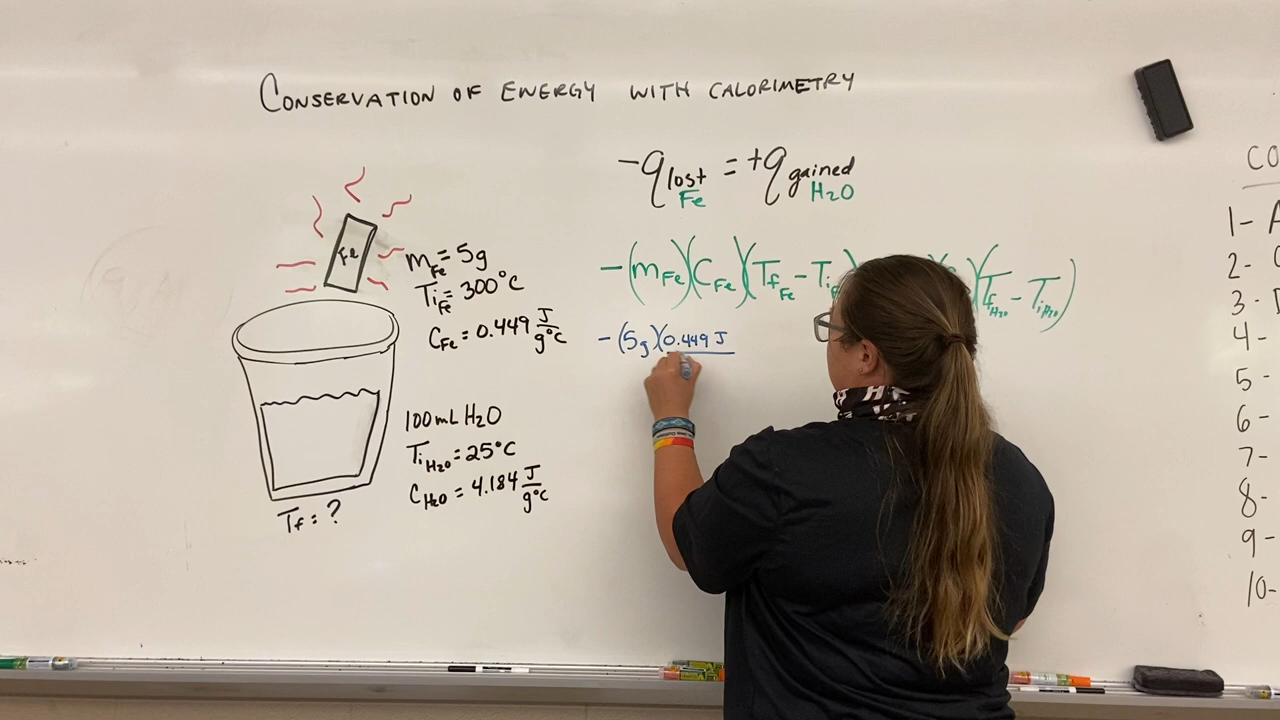 CONSERVATION OF ENERGY WITH CALORIMETRY
-q lost = +q gained
Fe H2O
Fe
m Fe = 5g
Ti Fe = 300°C
C Fe = 0.449 J/g°C
-(m Fe)(C Fe)(Tf Fe - Ti
)(Tf H2O - Ti H2O)
-(5g)(0.449 J
100mL H2O
Ti H2O = 25°C
C H2O = 4.184 J/g°C
Tf = ?
CO
1-
2-
3-
4-
5-
6-
7-
8-
9-
10-